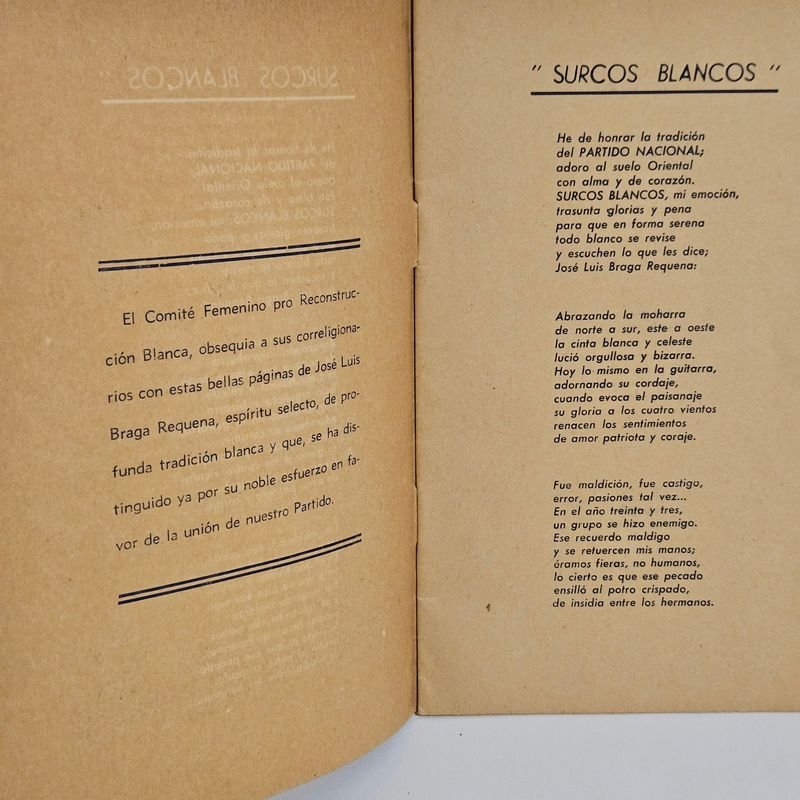 El Comité Femenino pro Reconstruc-
ción Blanca, obsequia a sus correligiona-
rios con estas bellas páginas de José Luis
Braga Requena, espíritu selecto, de pro-
funda tradición blanca y que, se ha dis-
tinguido ya por su noble esfuerzo en fa-
vor de la unión de nuestro Partido.
" SURCOS BLANCOS "
He de honrar la tradición
del PARTIDO NACIONAL;
adoro al suelo Oriental
con alma y de corazón.
SURCOS BLANCOS, mi emoción,
trasunta glorias y pena
para que en forma serena
todo blanco se revise
y escuchen lo que les dice;
José Luis Braga Requena:
Abrazando la moharra
de norte a sur, este a oeste
la cinta blanca y celeste
lució orgullosa y bizarra.
Hoy lo mismo en la guitarra,
adornando su cordaje,
cuando evoca el paisanaje
su gloria a los cuatro vientos
renacen los sentimientos
de amor patriota y coraje.
Fue maldición, fue castigo,
error, pasiones tal vez...
En el año treinta y tres,
un grupo se hizo enemigo.
Ese recuerdo maldigo
y se retuercen mis manos;
éramos fieras, no humanos,
lo cierto es que ese pecado
ensilló al potro crispado,
de insidia entre los hermanos.